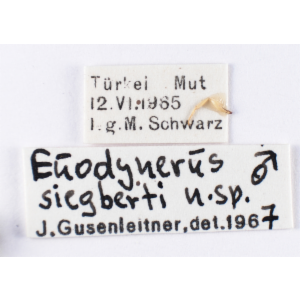 Türkei Mut
12.VI.1965
l.g.M. Schwarz
Euodynerus ♂
siegberti n.sp.
J.Gusenleitner,det.1967